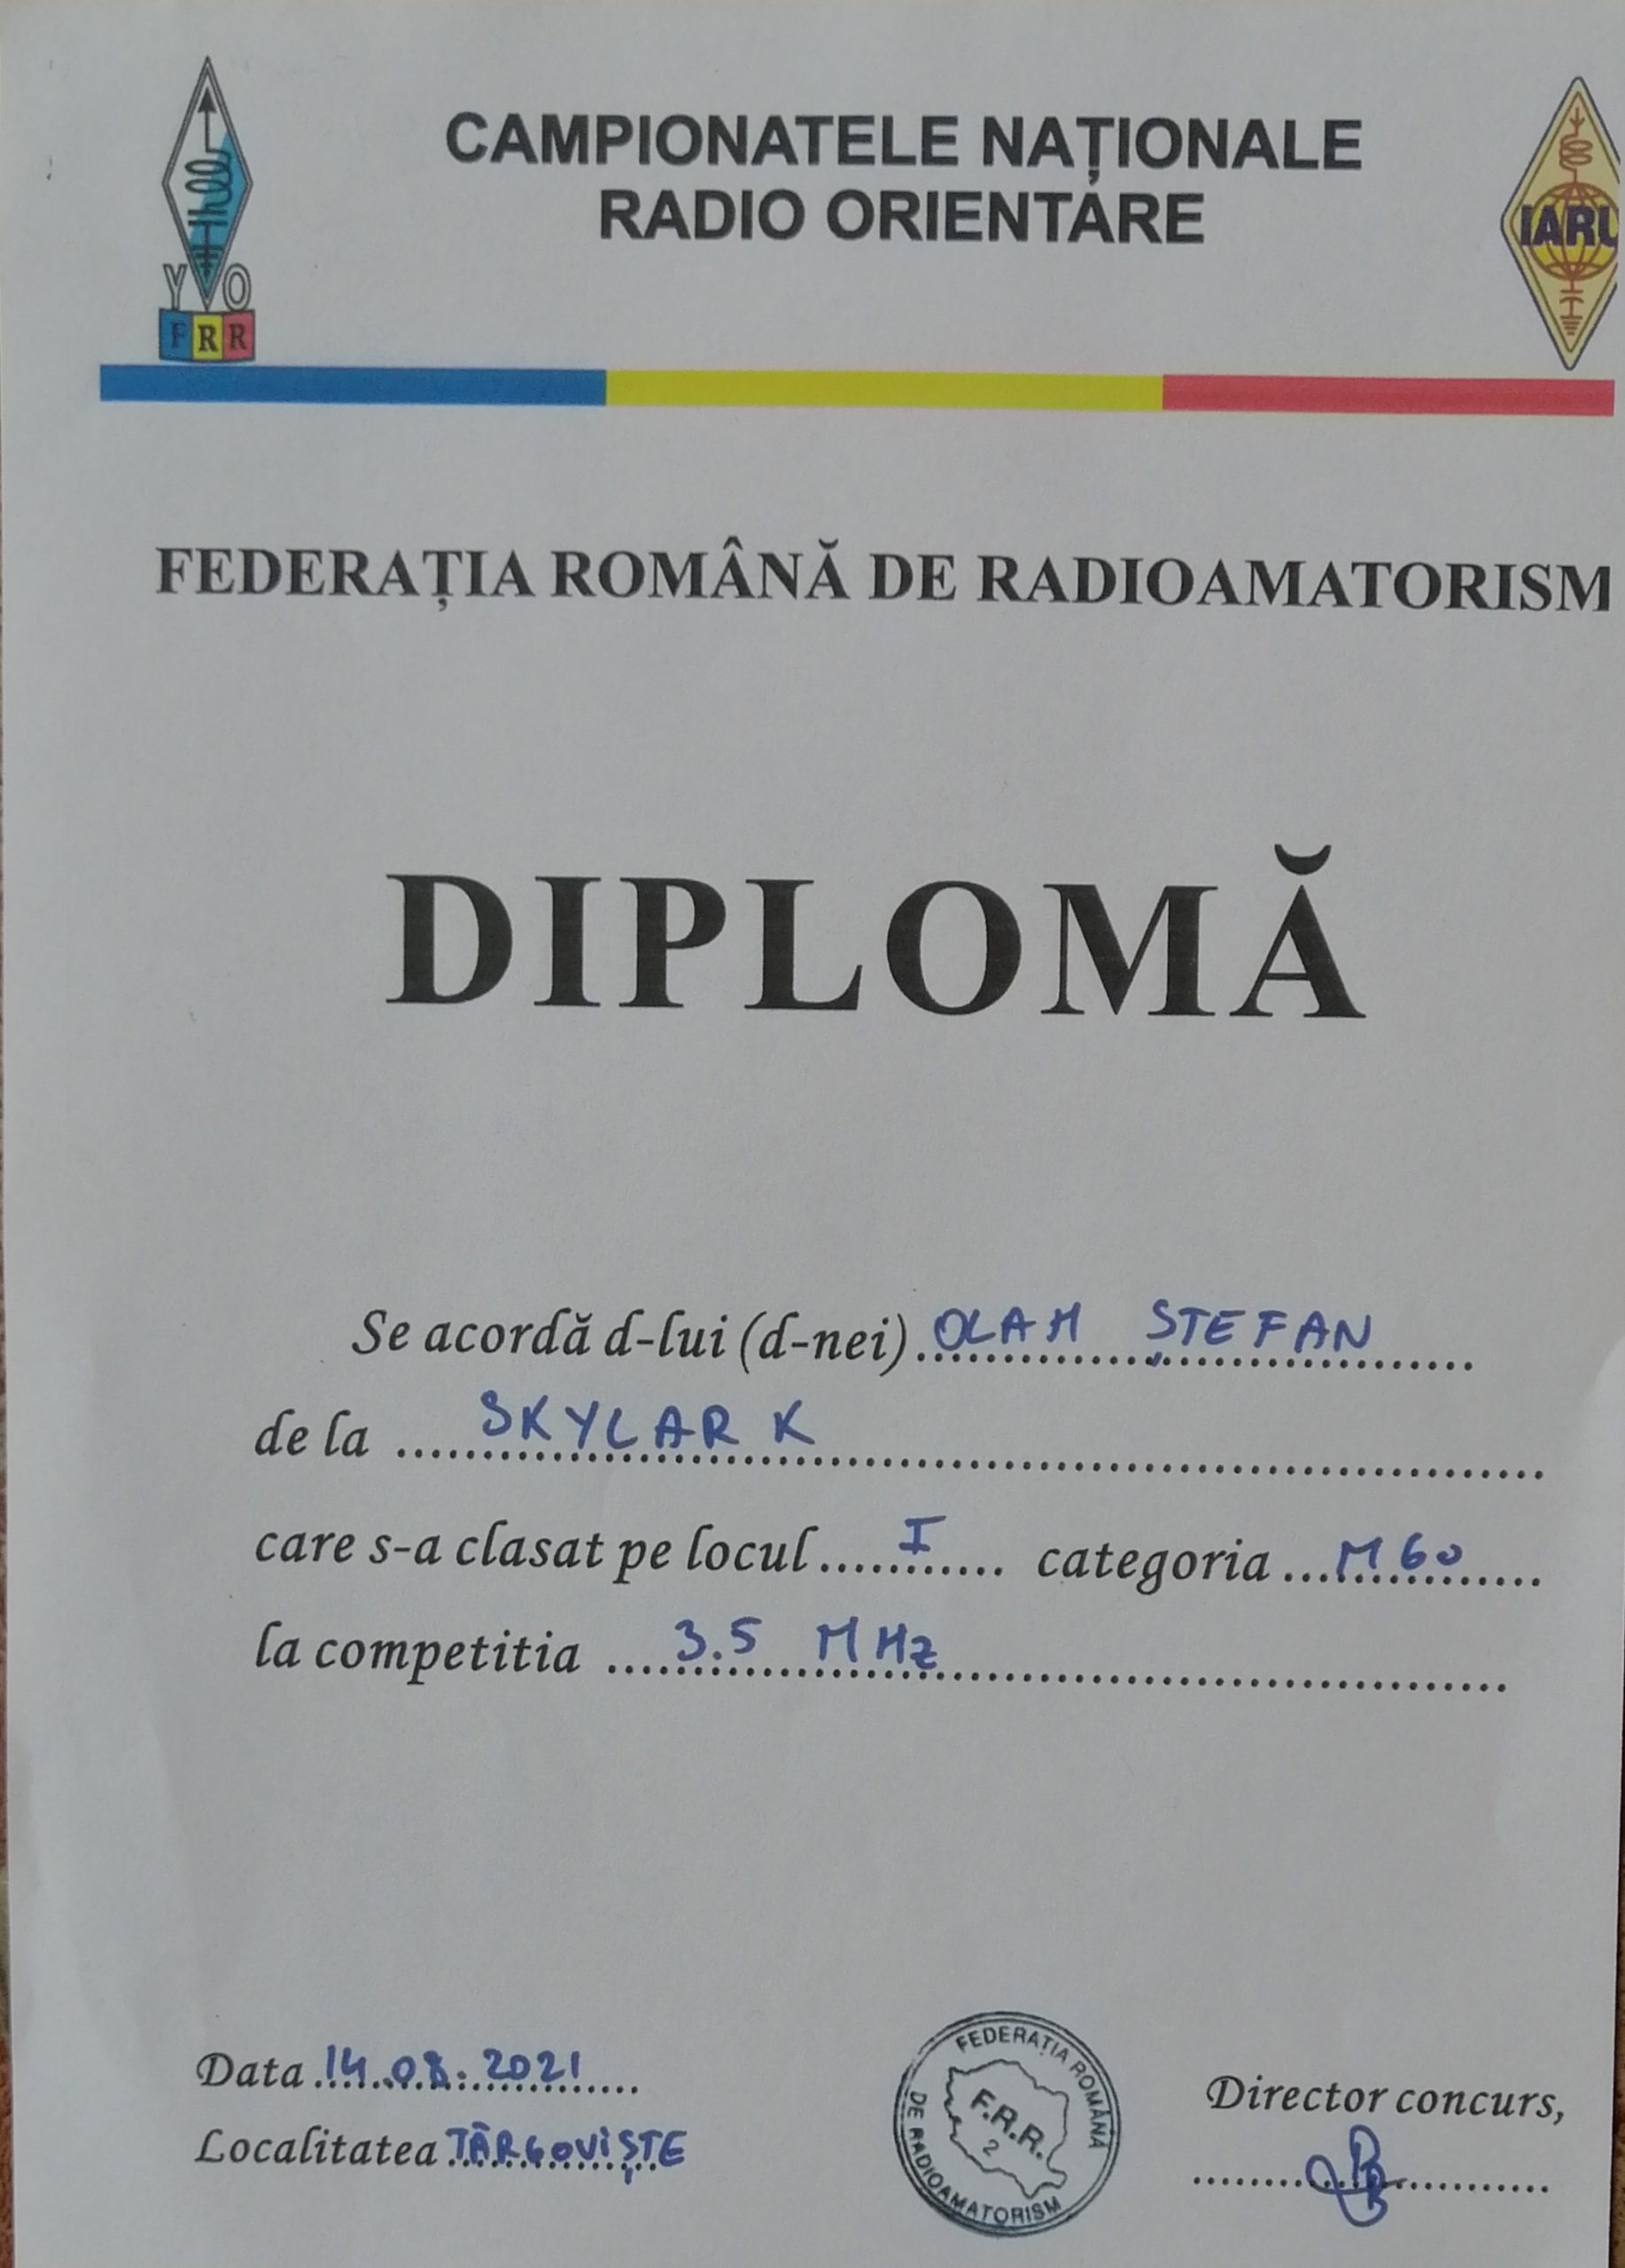 CAMPIONATELE NAȚIONALE
RADIO ORIENTARE
YO
FRR
IARU
FEDERAȚIA ROMÂNĂ DE RADIOAMATORISM
DIPLOMĂ
Se acordă d-lui (d-nei) OLAH ȘTEFAN
de la SKYLARK
care s-a clasat pe locul I categoria M60
la competitia 3.5 MHz
Data 14.08.2021
Localitatea TÂRGOVIȘTE
FEDERAȚIA ROMÂNĂ
DE RADIOAMATORISM
F.R.R.
2
Director concurs,